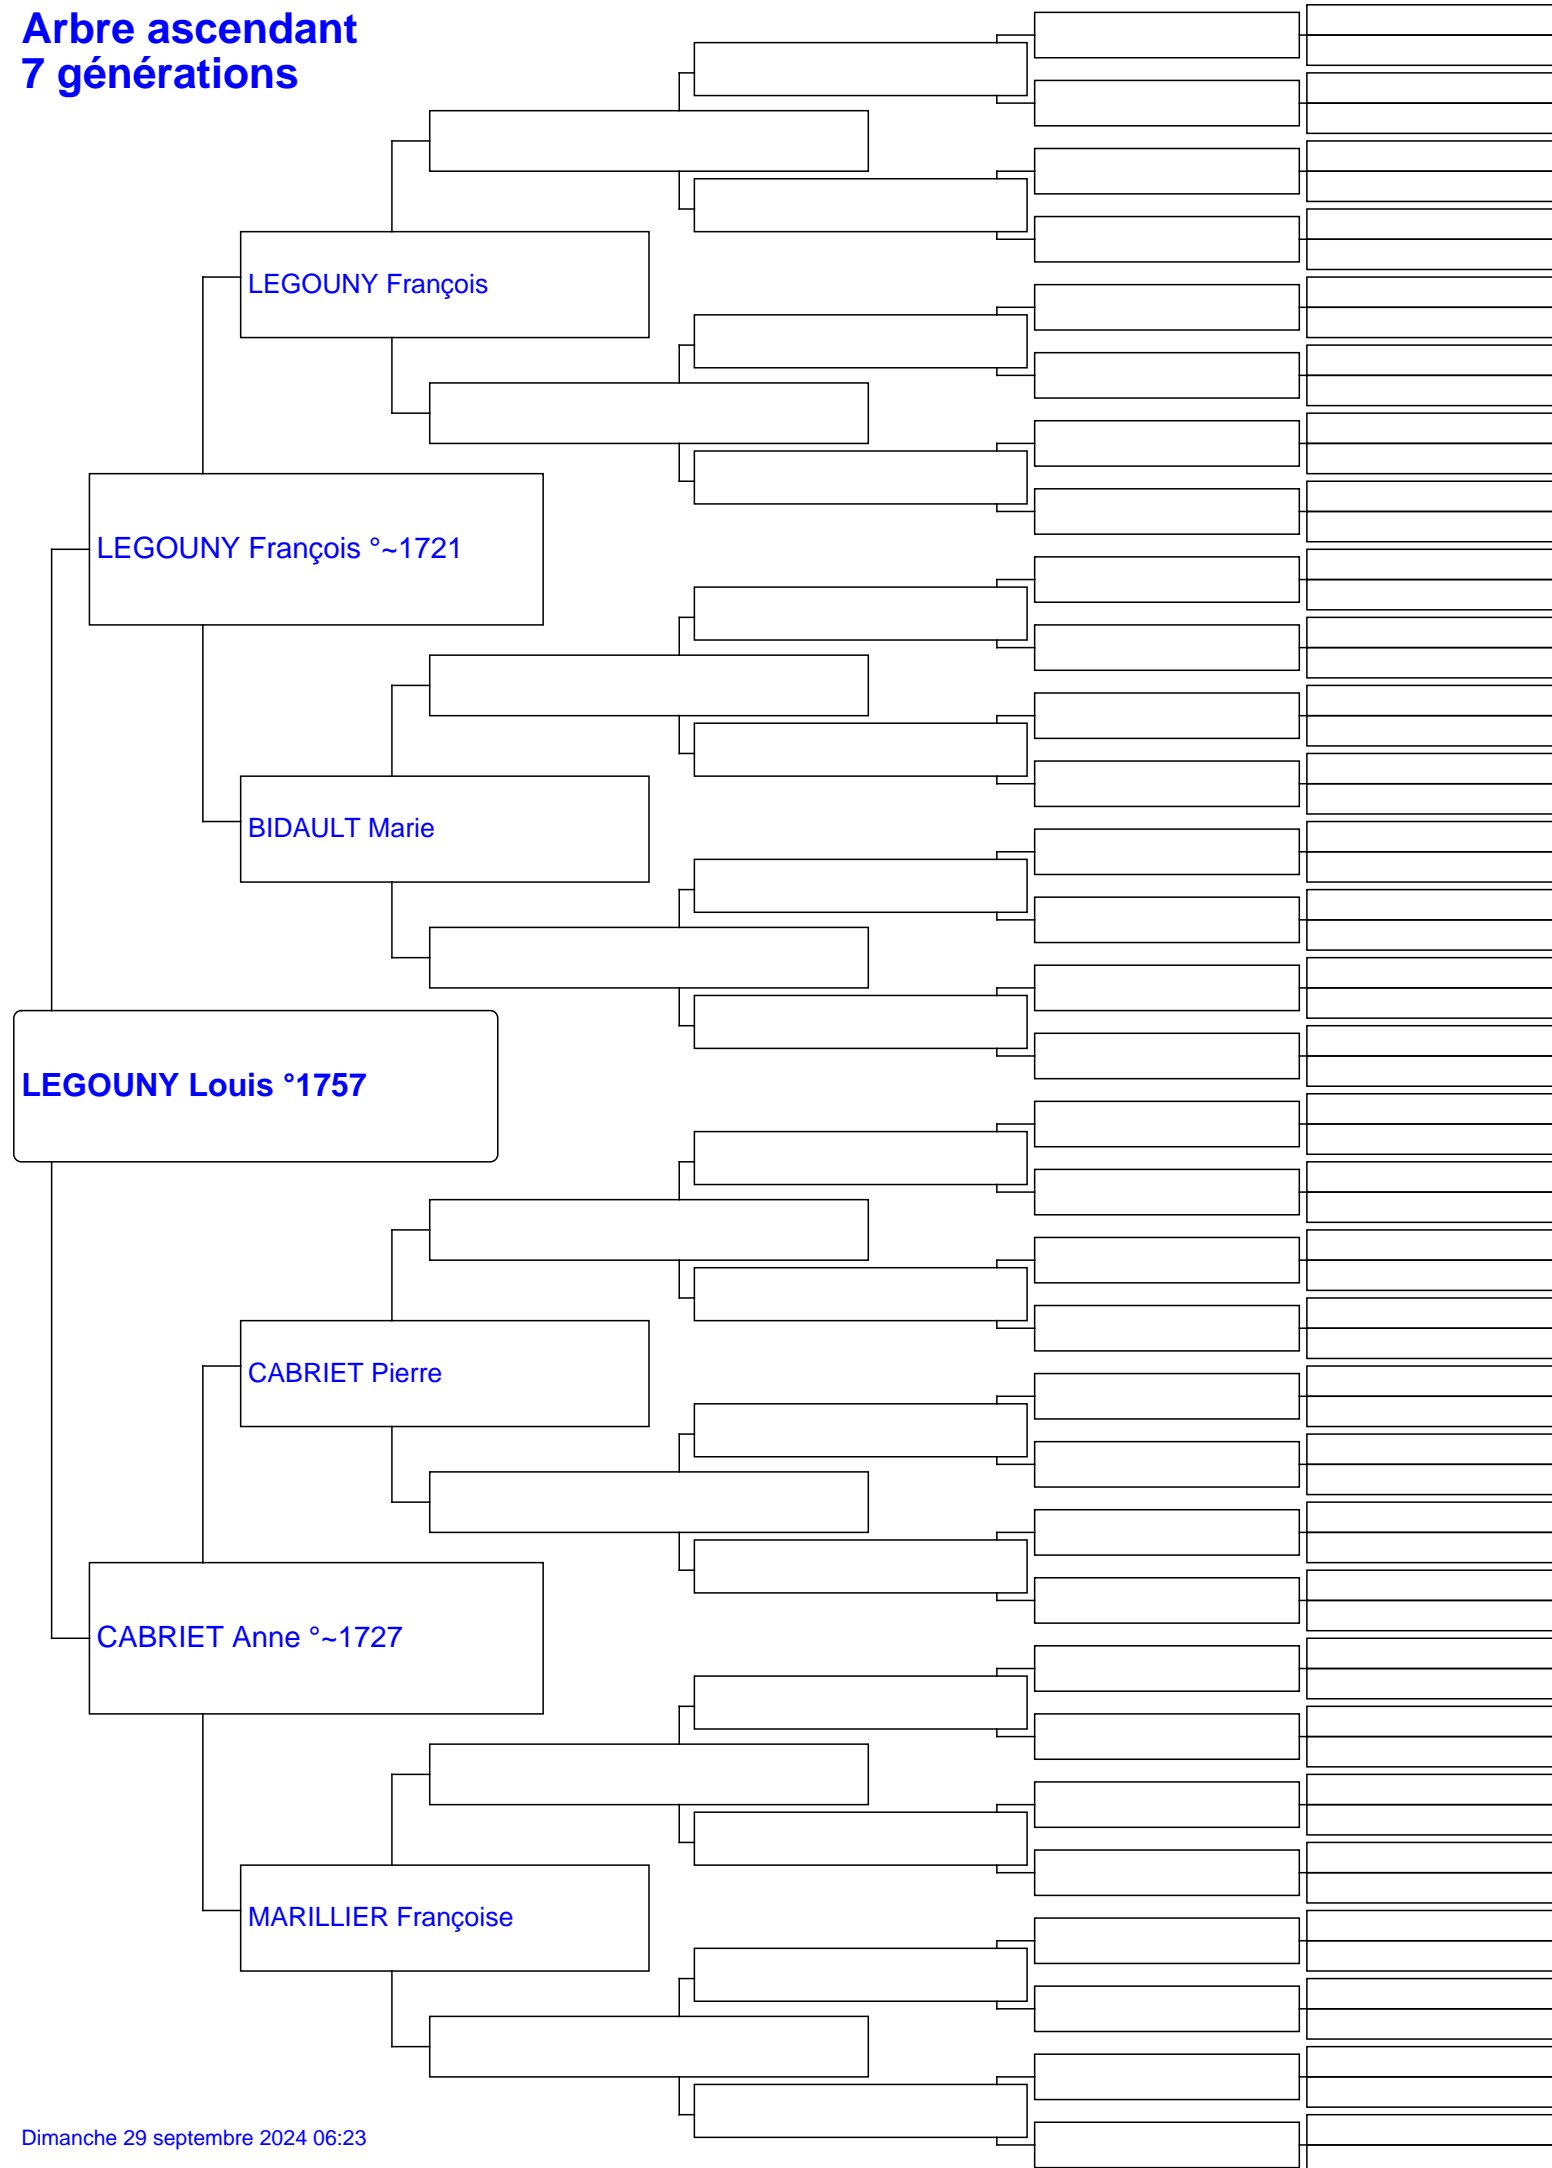 Arbre ascendant
7 générations
LEGOUNY François
LEGOUNY François °~1721
BIDAULT Marie
LEGOUNY Louis °1757
CABRIET Pierre
CABRIET Anne °~1727
MARILLIER Françoise
Dimanche 29 septembre 2024 06:23